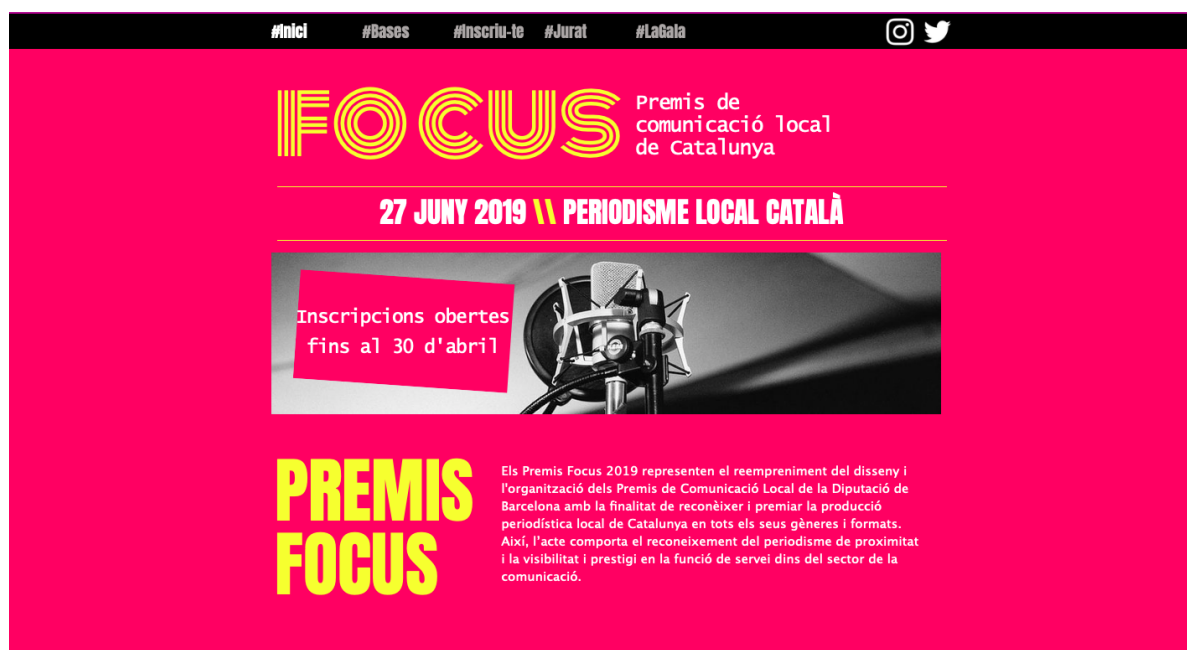 #Inici #Bases #Inscriu-te #Jurat #LaGala
FOCUS
Premis de
comunicació local
de Catalunya
27 JUNY 2019 \\ PERIODISME LOCAL CATALÀ
Inscripcions obertes
fins al 30 d'abril
PREMIS
FOCUS
Els Premis Focus 2019 representen el reempreniment del disseny i
l'organització dels Premis de Comunicació Local de la Diputació de
Barcelona amb la finalitat de reconèixer i premiar la producció
periodística local de Catalunya en tots els seus gèneres i formats.
Així, l'acte comporta el reconeixement del periodisme de proximitat
i la visibilitat i prestigi en la funció de servei dins del sector de la
comunicació.